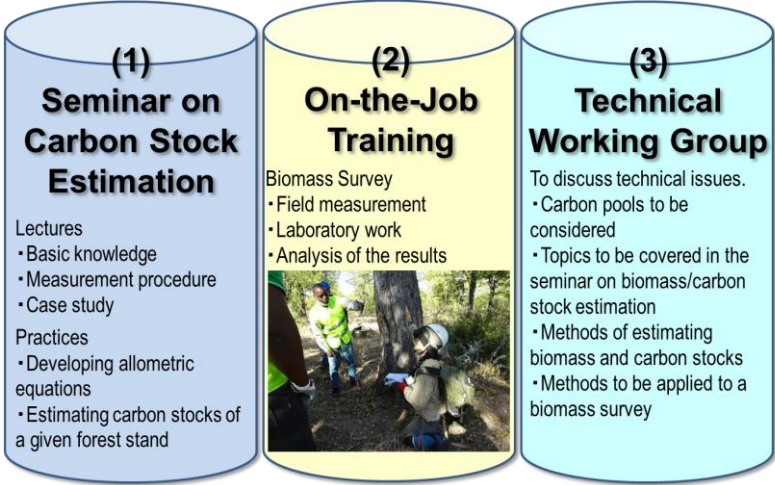 (1)
Seminar on
Carbon Stock
Estimation
Lectures
・Basic knowledge
・Measurement procedure
・Case study
Practices
・Developing allometric
equations
・Estimating carbon stocks of
a given forest stand
(2)
On-the-Job
Training
Biomass Survey
・Field measurement
・Laboratory work
・Analysis of the results
(3)
Technical
Working Group
To discuss technical issues.
・Carbon pools to be
considered
・Topics to be covered in the
seminar on biomass/carbon
stock estimation
・Methods of estimating
biomass and carbon stocks
・Methods to be applied to a
biomass survey